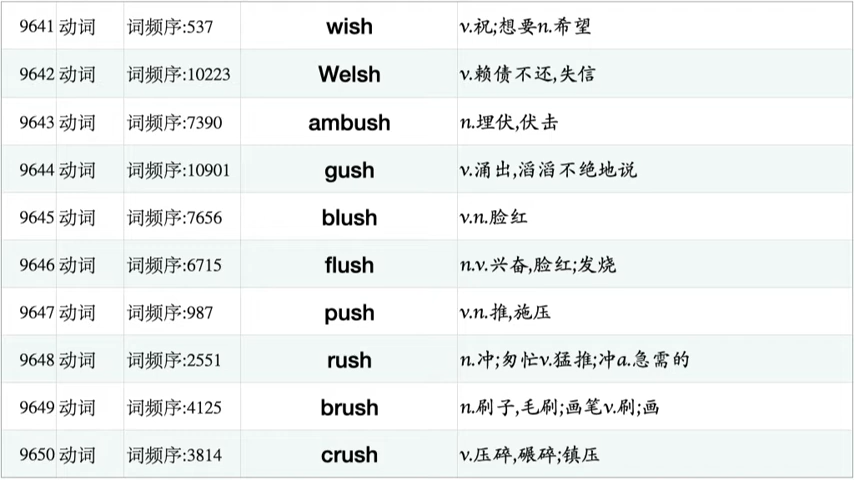 9641 动词 词频序:537 wish v.祝;想要n.希望
9642 动词 词频序:10223 Welsh v.赖债不还,失信
9643 动词 词频序:7390 ambush n.埋伏,伏击
9644 动词 词频序:10901 gush v.涌出,滔滔不绝地说
9645 动词 词频序:7656 blush v.n.脸红
9646 动词 词频序:6715 flush n.v.兴奋,脸红;发烧
9647 动词 词频序:987 push v.n.推,施压
9648 动词 词频序:2551 rush n.冲;匆忙v.猛推;冲a.急需的
9649 动词 词频序:4125 brush n.刷子,毛刷;画笔v.刷;画
9650 动词 词频序:3814 crush v.压碎,碾碎;镇压